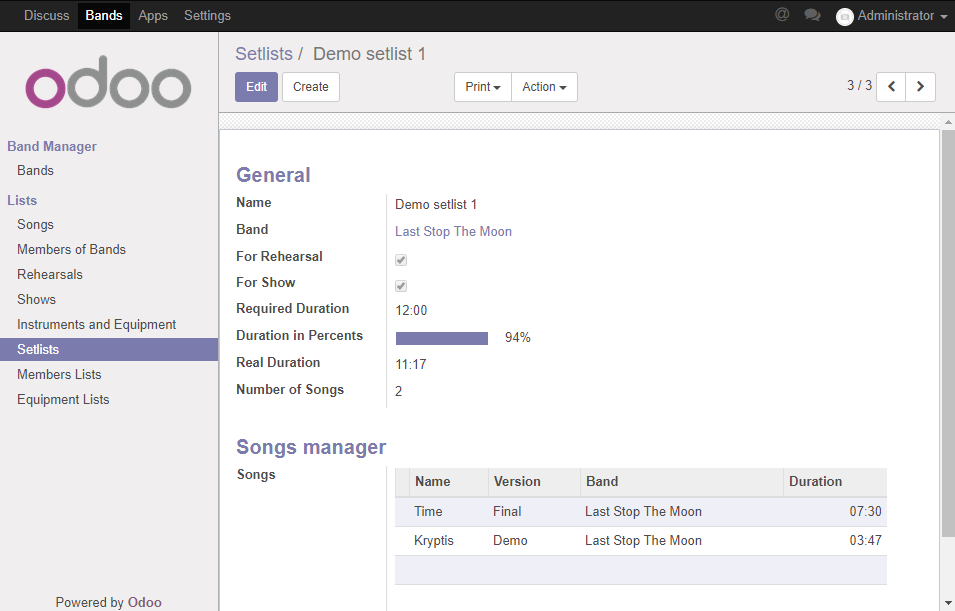 Discuss Bands Apps Settings @ Administrator
odoo
Band Manager
Bands
Lists
Songs
Members of Bands
Rehearsals
Shows
Instruments and Equipment
Setlists
Members Lists
Equipment Lists
Powered by Odoo
Setlists / Demo setlist 1
Edit Create Print Action 3 / 3
General
Name Demo setlist 1
Band Last Stop The Moon
For Rehearsal
For Show
Required Duration 12:00
Duration in Percents 94%
Real Duration 11:17
Number of Songs 2
Songs manager
Songs
Name Version Band Duration
Time Final Last Stop The Moon 07:30
Kryptis Demo Last Stop The Moon 03:47